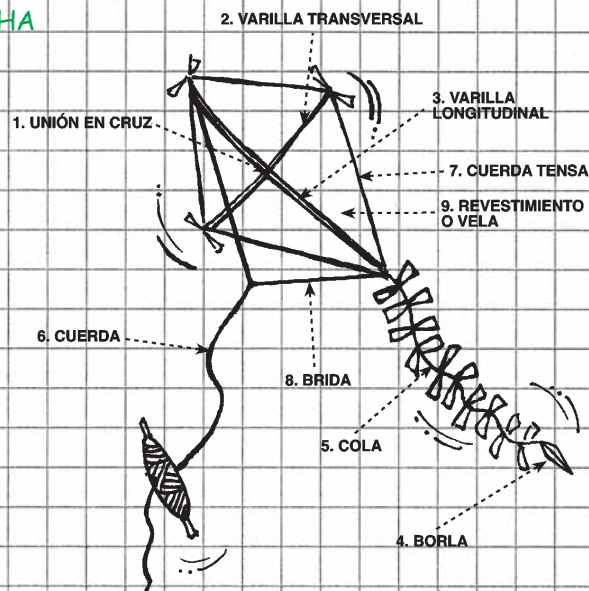 HA
2. VARILLA TRANSVERSAL
1. UNIÓN EN CRUZ
3. VARILLA
LONGITUDINAL
7. CUERDA TENSA
9. REVESTIMIENTO
O VELA
6. CUERDA
8. BRIDA
5. COLA
4. BORLA